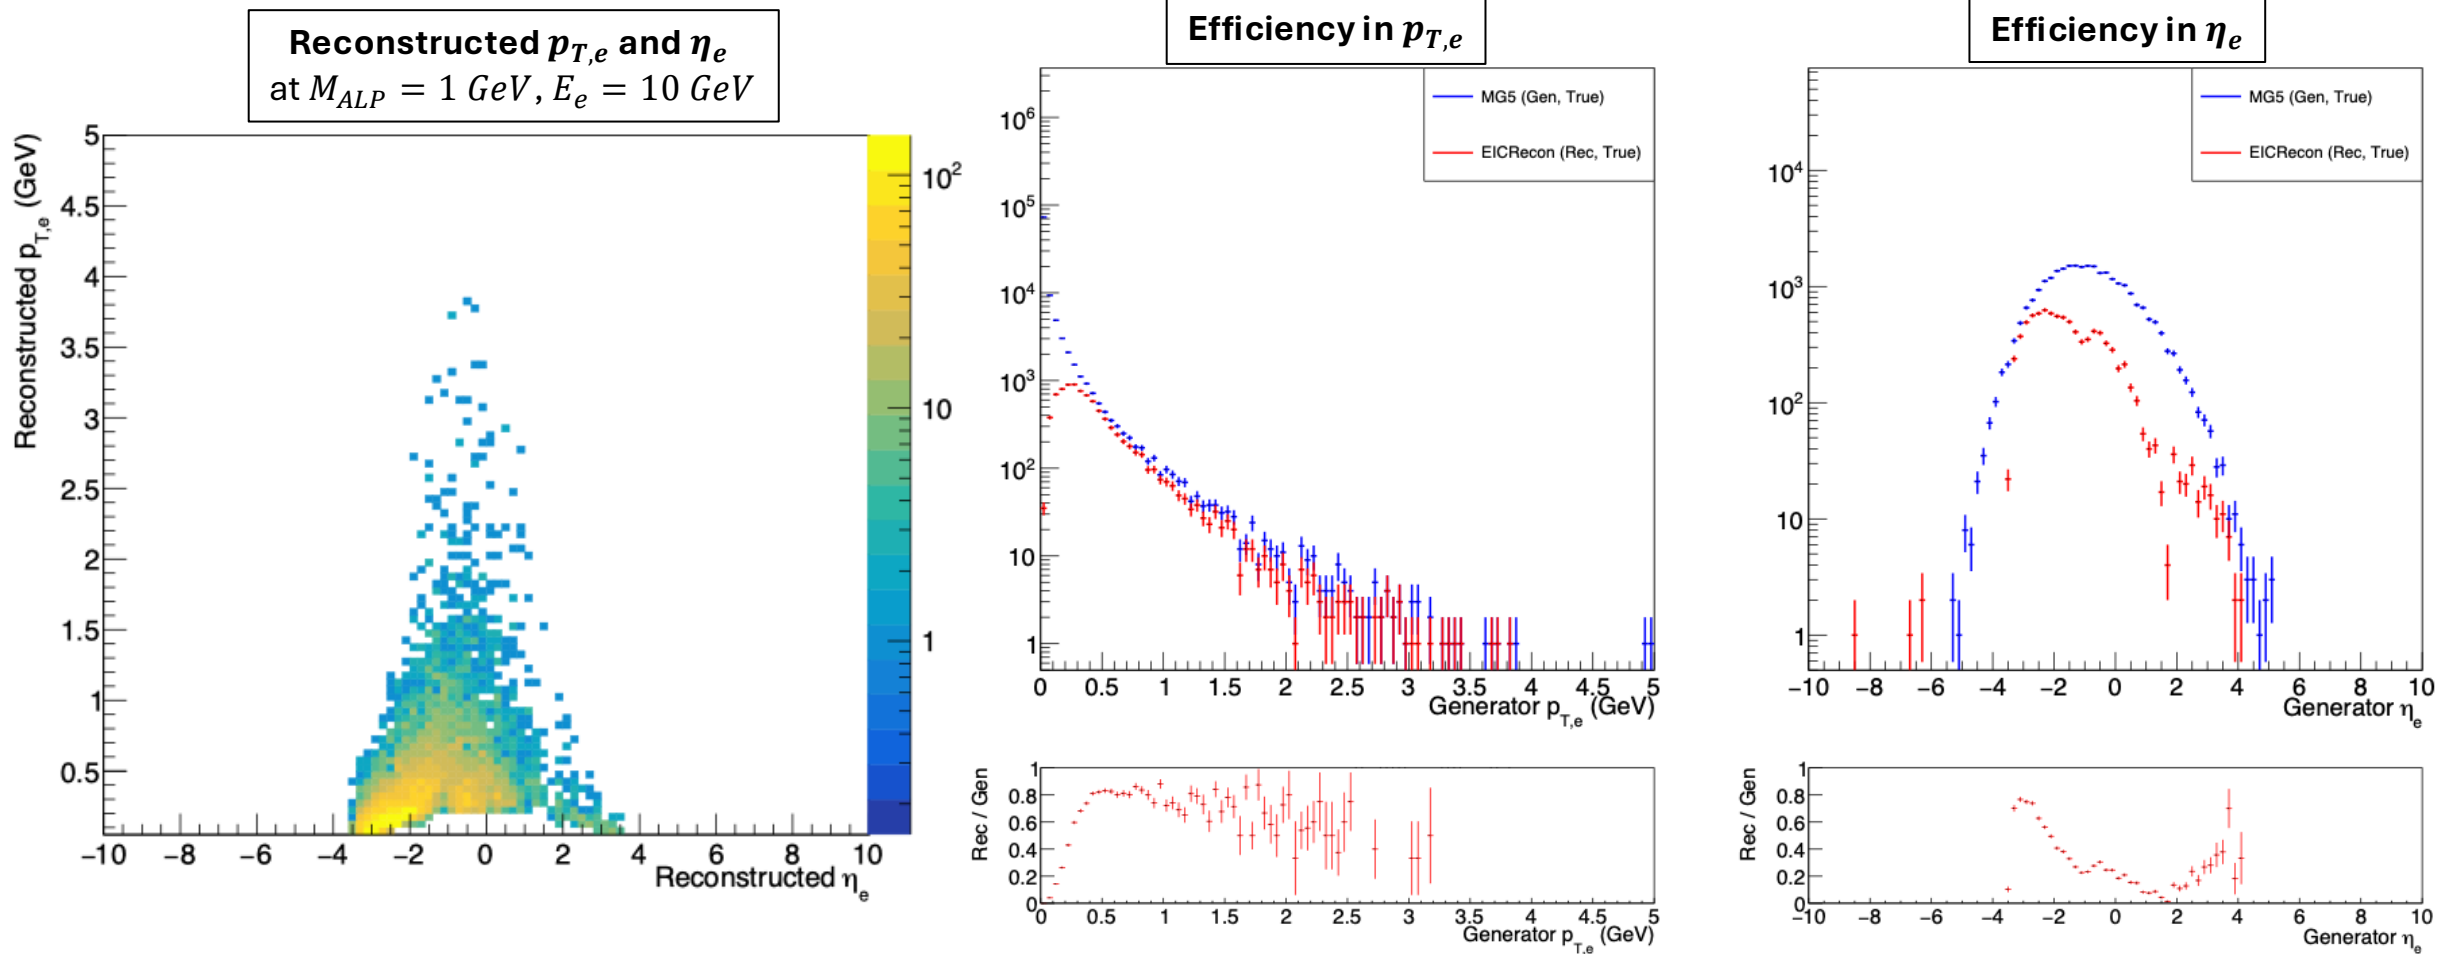 Reconstructed p_{T,e} and η_e
at M_{ALP} = 1 GeV, E_e = 10 GeV
Reconstructed p_{T,e} (GeV)
5
4.5
4
3.5
3
2.5
2
1.5
1
0.5
−10 −8 −6 −4 −2 0 2 4 6 8 10
Reconstructed η_e
10^2
10
1
Efficiency in p_{T,e}
MG5 (Gen, True)
EICRecon (Rec, True)
10^6
10^5
10^4
10^3
10^2
10
1
0 0.5 1 1.5 2 2.5 3 3.5 4 4.5 5
Generator p_{T,e} (GeV)
Rec / Gen
1
0.8
0.6
0.4
0.2
0
0 0.5 1 1.5 2 2.5 3 3.5 4 4.5 5
Generator p_{T,e} (GeV)
Efficiency in η_e
MG5 (Gen, True)
EICRecon (Rec, True)
10^4
10^3
10^2
10
1
−10 −8 −6 −4 −2 0 2 4 6 8 10
Generator η_e
Rec / Gen
1
0.8
0.6
0.4
0.2
0
−10 −8 −6 −4 −2 0 2 4 6 8 10
Generator η_e